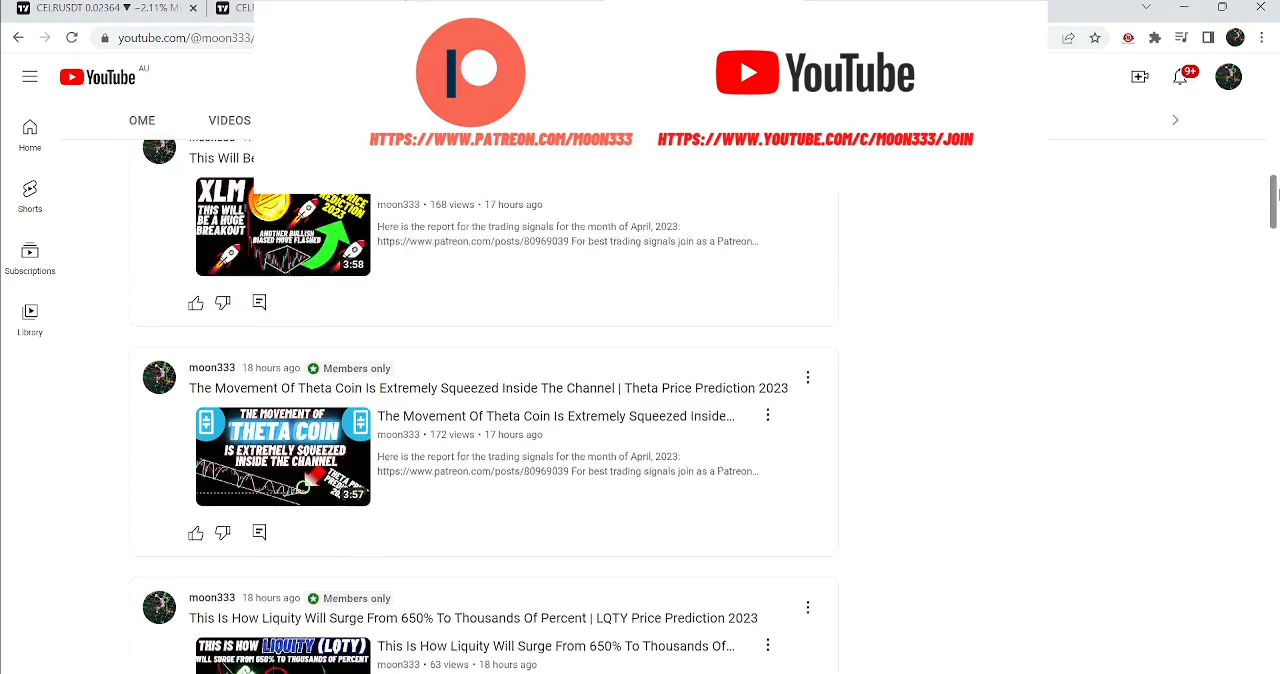 CELRUSDT 0.02364 ▼ −2.11% M
CEL
youtube.com/@moon333/
YouTube
HTTPS://WWW.PATREON.COM/MOON333
HTTPS://WWW.YOUTUBE.COM/C/MOON333/JOIN
YouTube AU
9+
OME
VIDEOS
Home
Shorts
Subscriptions
Library
This Will Be
XLM
THIS WILL
BE A HUGE
BREAKOUT
PREDICTION
2023
ANOTHER BULLISH
BIASED MOVE FLASHED
3:58
moon333 • 168 views • 17 hours ago
Here is the report for the trading signals for the month of April, 2023:
https://www.patreon.com/posts/80969039 For best trading signals join as a Patreon...
moon333 18 hours ago Members only
The Movement Of Theta Coin Is Extremely Squeezed Inside The Channel | Theta Price Prediction 2023
THE MOVEMENT OF
THETA COIN
IS EXTREMELY SQUEEZED
INSIDE THE CHANNEL
3:57
The Movement Of Theta Coin Is Extremely Squeezed Inside...
moon333 • 172 views • 17 hours ago
Here is the report for the trading signals for the month of April, 2023:
https://www.patreon.com/posts/80969039 For best trading signals join as a Patreon...
moon333 18 hours ago Members only
This Is How Liquity Will Surge From 650% To Thousands Of Percent | LQTY Price Prediction 2023
THIS IS HOW LIQUITY (LQTY)
WILL SURGE FROM 650% TO THOUSANDS OF PERCENT
This Is How Liquity Will Surge From 650% To Thousands Of...
moon333 • 63 views • 18 hours ago